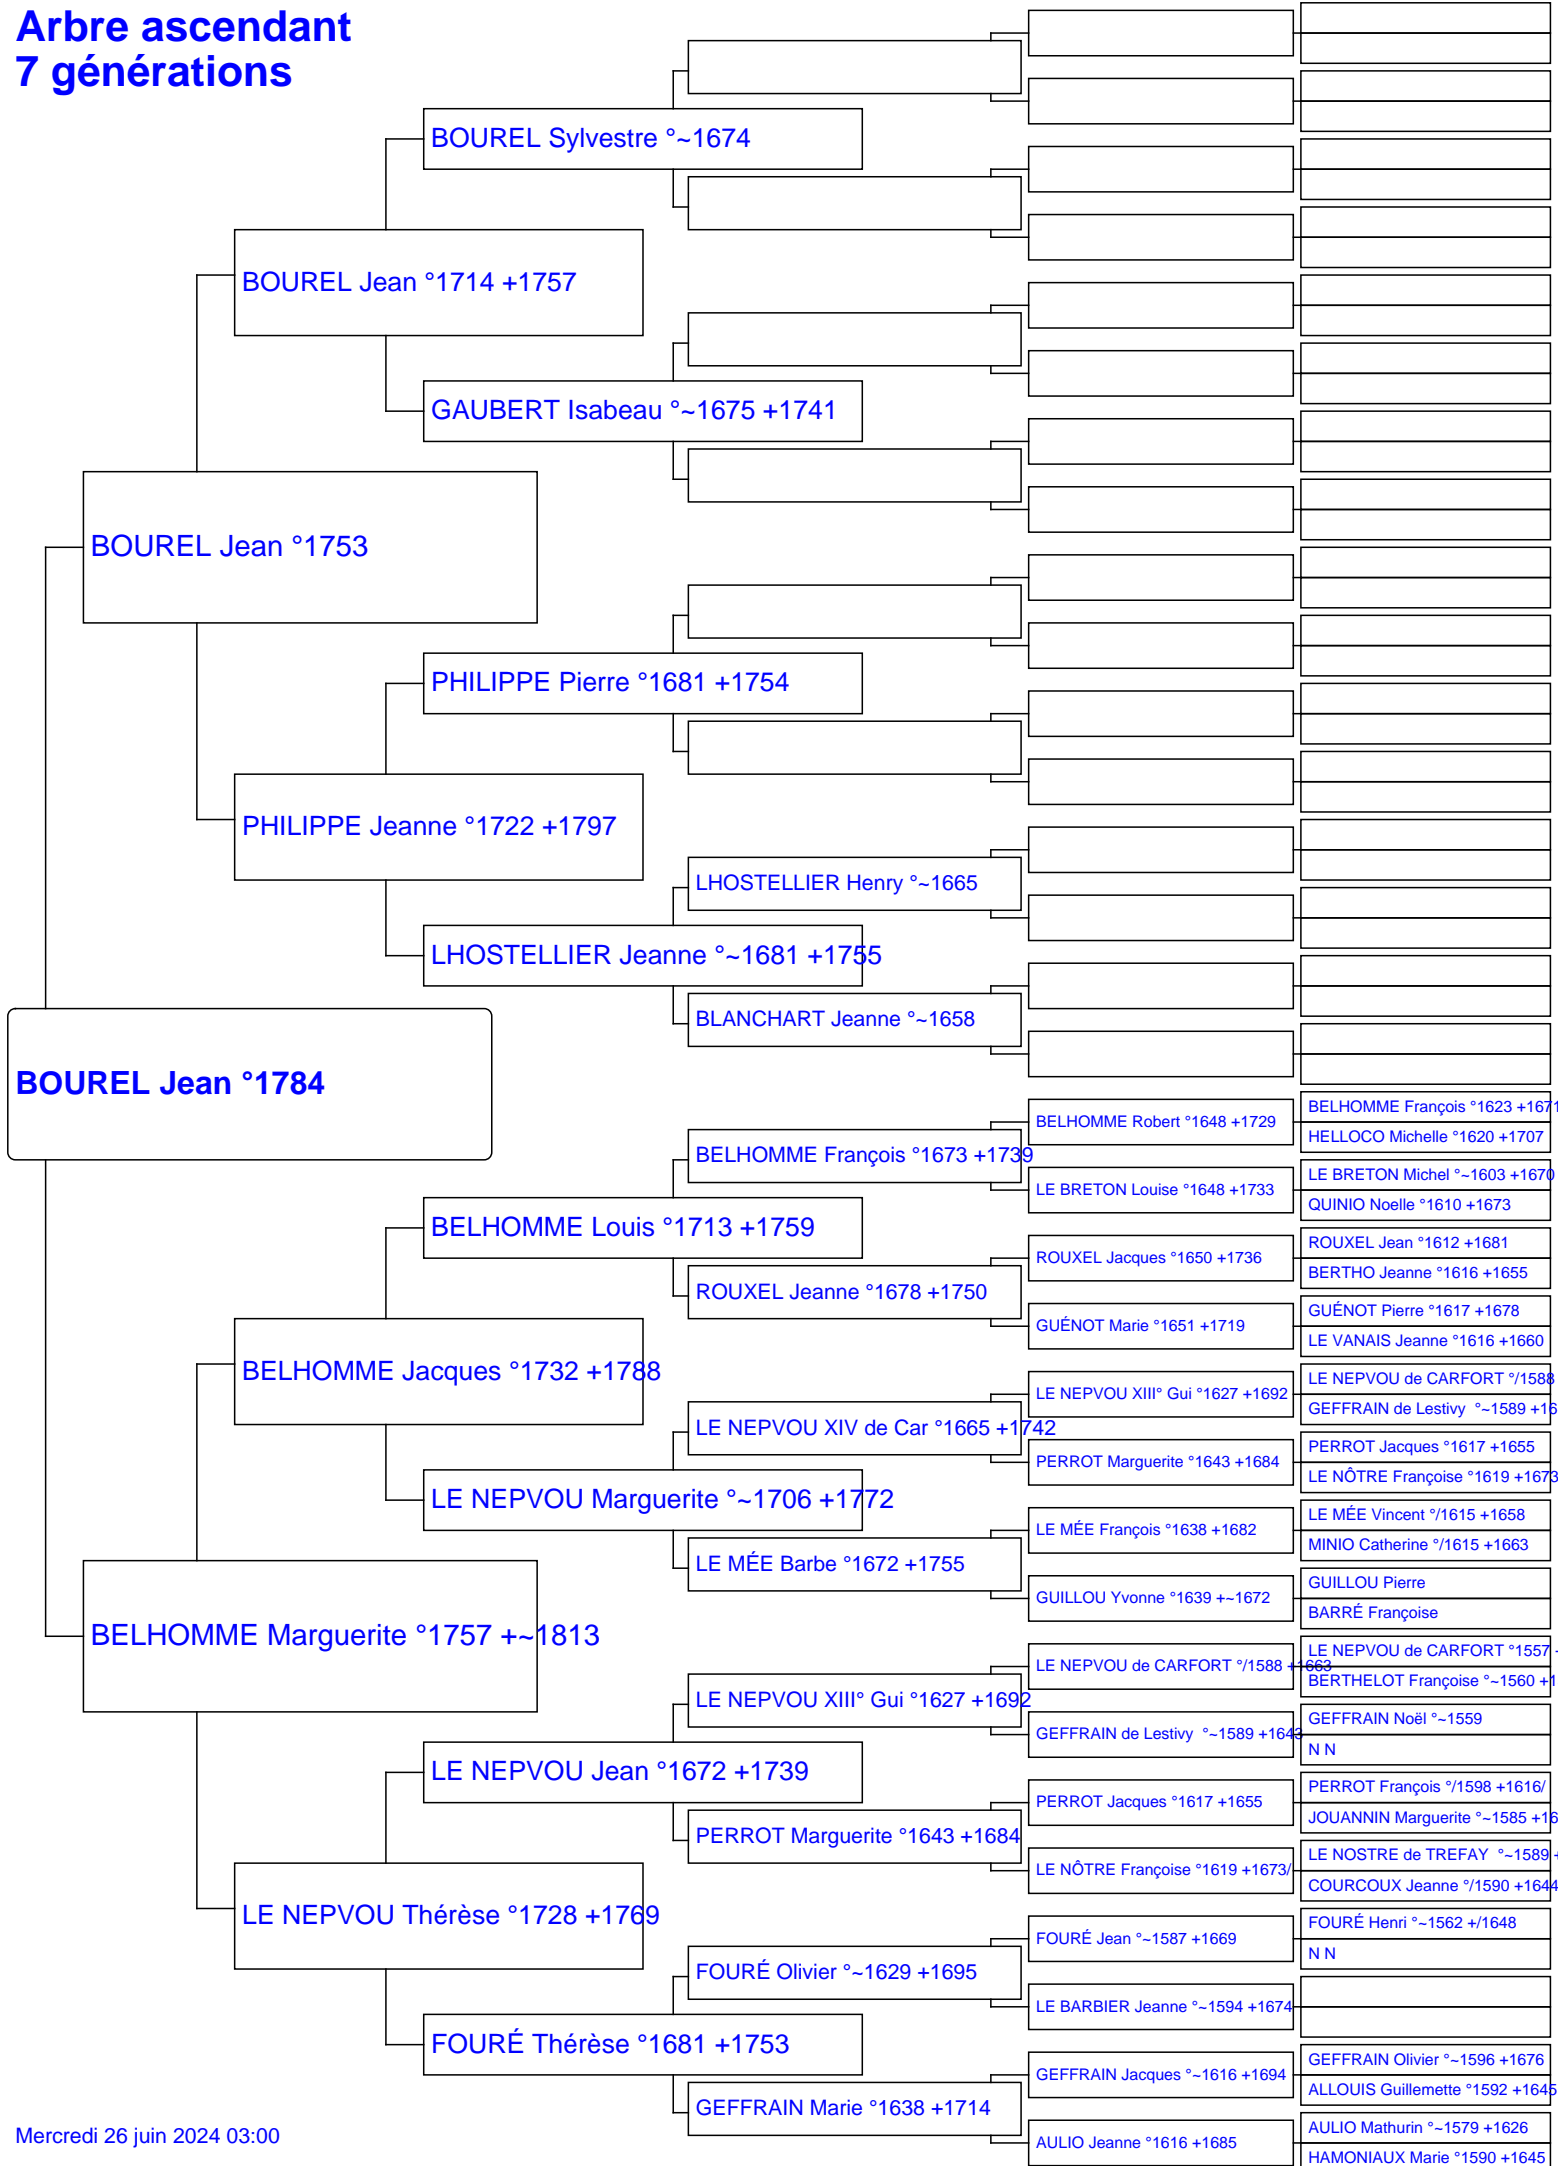 Arbre ascendant
7 générations
BOUREL Sylvestre °~1674
BOUREL Jean °1714 +1757
GAUBERT Isabeau °~1675 +1741
BOUREL Jean °1753
PHILIPPE Pierre °1681 +1754
PHILIPPE Jeanne °1722 +1797
LHOSTELLIER Henry °~1665
LHOSTELLIER Jeanne °~1681 +1755
BLANCHART Jeanne °~1658
BOUREL Jean °1784
BELHOMME François °1623 +1671
BELHOMME Robert °1648 +1729
HELLOCO Michelle °1620 +1707
BELHOMME François °1673 +1739
LE BRETON Michel °~1603 +1670
LE BRETON Louise °1648 +1733
QUINIO Noelle °1610 +1673
BELHOMME Louis °1713 +1759
ROUXEL Jean °1612 +1681
ROUXEL Jacques °1650 +1736
BERTHO Jeanne °1616 +1655
ROUXEL Jeanne °1678 +1750
GUÉNOT Pierre °1617 +1678
GUÉNOT Marie °1651 +1719
LE VANAIS Jeanne °1616 +1660
BELHOMME Jacques °1732 +1788
LE NEPVOU de CARFORT °/1588
LE NEPVOU XIII° Gui °1627 +1692
GEFFRAIN de Lestivy °~1589 +16
LE NEPVOU XIV de Car °1665 +1742
PERROT Jacques °1617 +1655
PERROT Marguerite °1643 +1684
LE NÔTRE Françoise °1619 +1673
LE NEPVOU Marguerite °~1706 +1772
LE MÉE Vincent °/1615 +1658
LE MÉE François °1638 +1682
MINIO Catherine °/1615 +1663
LE MÉE Barbe °1672 +1755
GUILLOU Pierre
GUILLOU Yvonne °1639 +~1672
BARRÉ Françoise
BELHOMME Marguerite °1757 +~1813
LE NEPVOU de CARFORT °1557 +
LE NEPVOU de CARFORT °/1588 +1663
BERTHELOT Françoise °~1560 +1
LE NEPVOU XIII° Gui °1627 +1692
GEFFRAIN Noël °~1559
GEFFRAIN de Lestivy °~1589 +1643
N N
LE NEPVOU Jean °1672 +1739
PERROT François °/1598 +1616/
PERROT Jacques °1617 +1655
JOUANNIN Marguerite °~1585 +16
PERROT Marguerite °1643 +1684
LE NOSTRE de TREFAY °~1589 +
LE NÔTRE Françoise °1619 +1673/
COURCOUX Jeanne °/1590 +1644
LE NEPVOU Thérèse °1728 +1769
FOURÉ Henri °~1562 +/1648
FOURÉ Jean °~1587 +1669
N N
FOURÉ Olivier °~1629 +1695
LE BARBIER Jeanne °~1594 +1674
FOURÉ Thérèse °1681 +1753
GEFFRAIN Olivier °~1596 +1676
GEFFRAIN Jacques °~1616 +1694
ALLOUIS Guillemette °1592 +1645
GEFFRAIN Marie °1638 +1714
AULIO Mathurin °~1579 +1626
AULIO Jeanne °1616 +1685
HAMONIAUX Marie °1590 +1645
Mercredi 26 juin 2024 03:00